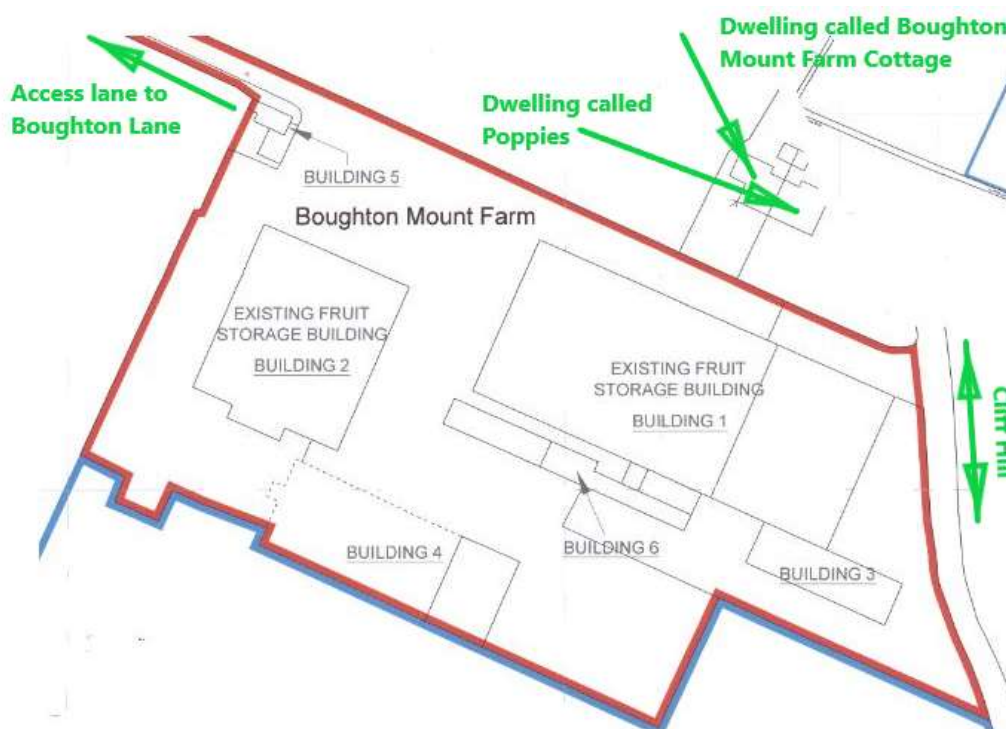 Dwelling called Boughton
Mount Farm Cottage
Access lane to
Boughton Lane
Dwelling called
Poppies
BUILDING 5
Boughton Mount Farm
EXISTING FRUIT
STORAGE BUILDING
BUILDING 2
EXISTING FRUIT
STORAGE BUILDING
BUILDING 1
Cliff Hill
BUILDING 4
BUILDING 6
BUILDING 3